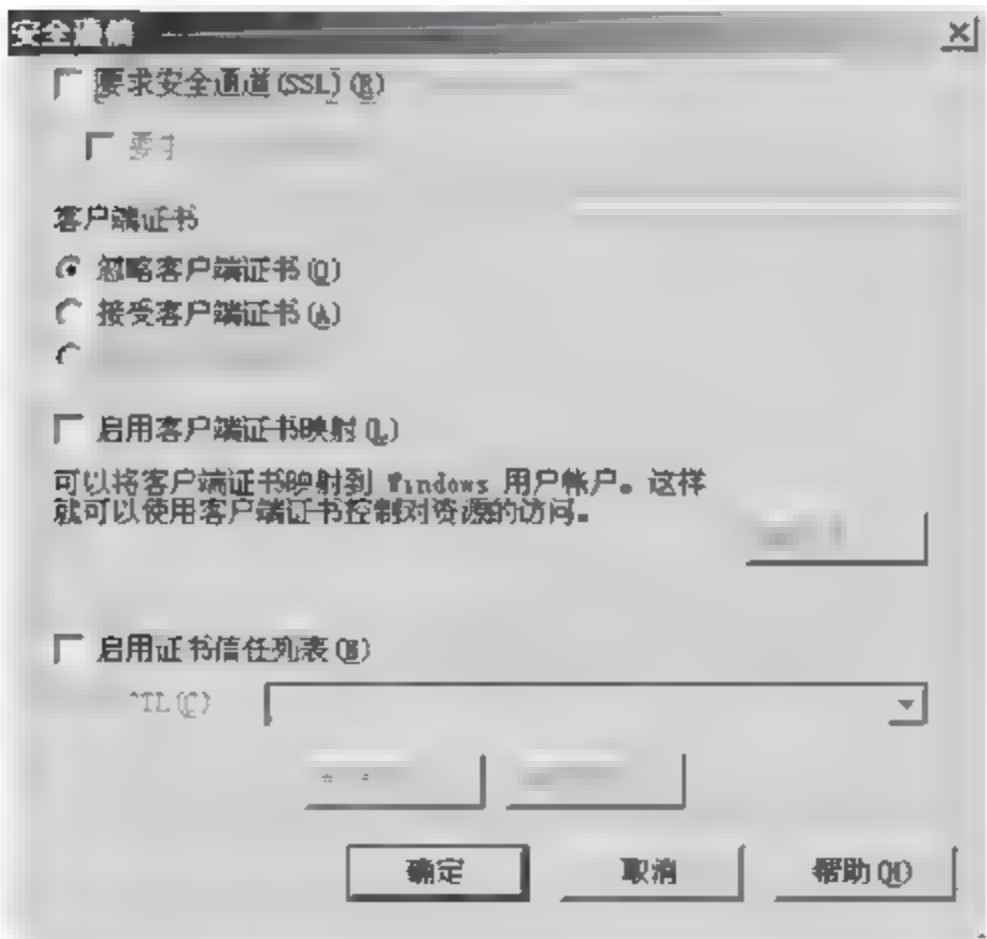 安全通信
要求安全通道(SSL)(R)
要求
客户端证书
忽略客户端证书(Q)
接受客户端证书(A)
启用客户端证书映射(L)
可以将客户端证书映射到 Windows 用户帐户。这样
就可以使用客户端证书控制对资源的访问。
启用证书信任列表(N)
CTL(C)
确定
取消
帮助(H)